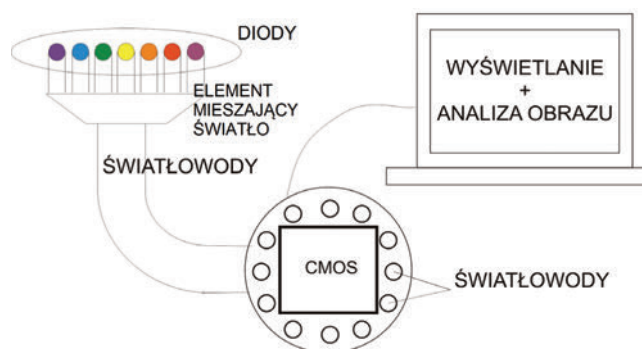 DIODY
ELEMENT
MIESZAJĄCY
ŚWIATŁO
ŚWIATŁOWODY
WYŚWIETLANIE
+
ANALIZA OBRAZU
CMOS
ŚWIATŁOWODY